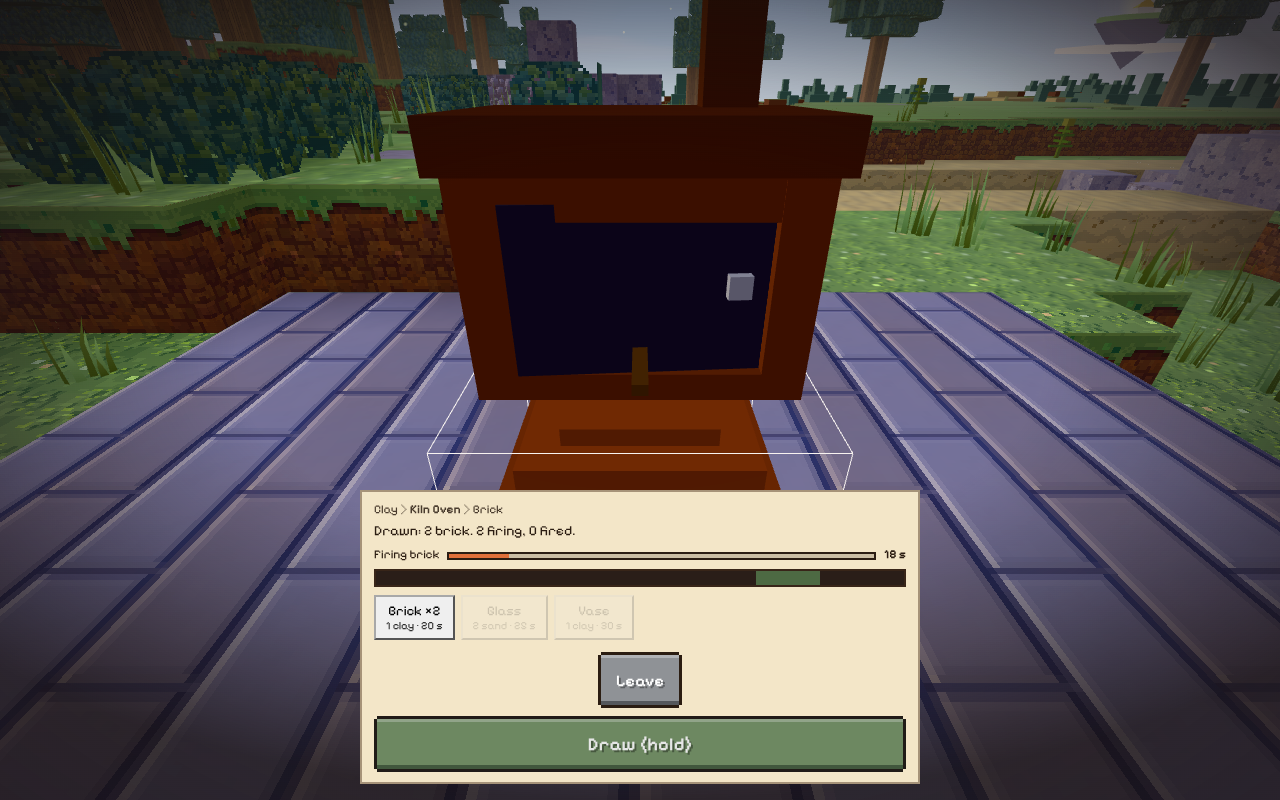 Clay > Kiln Oven > Brick
Drawn: 2 brick. 2 firing, 0 fired.
Firing brick 18 s
Brick ×2 Glass Vase
1 clay · 20 s 2 sand · 25 s 1 clay · 30 s
Leave
Draw (hold)